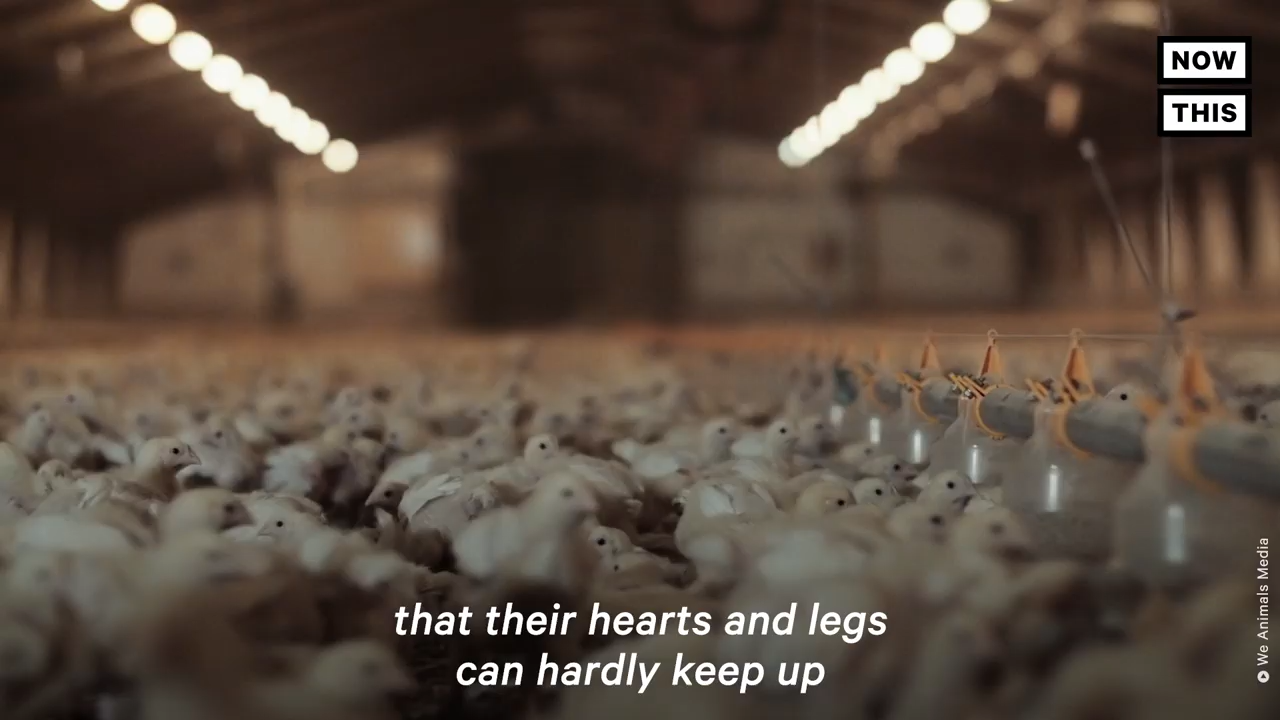 NOW
THIS
that their hearts and legs
can hardly keep up
© We Animals Media